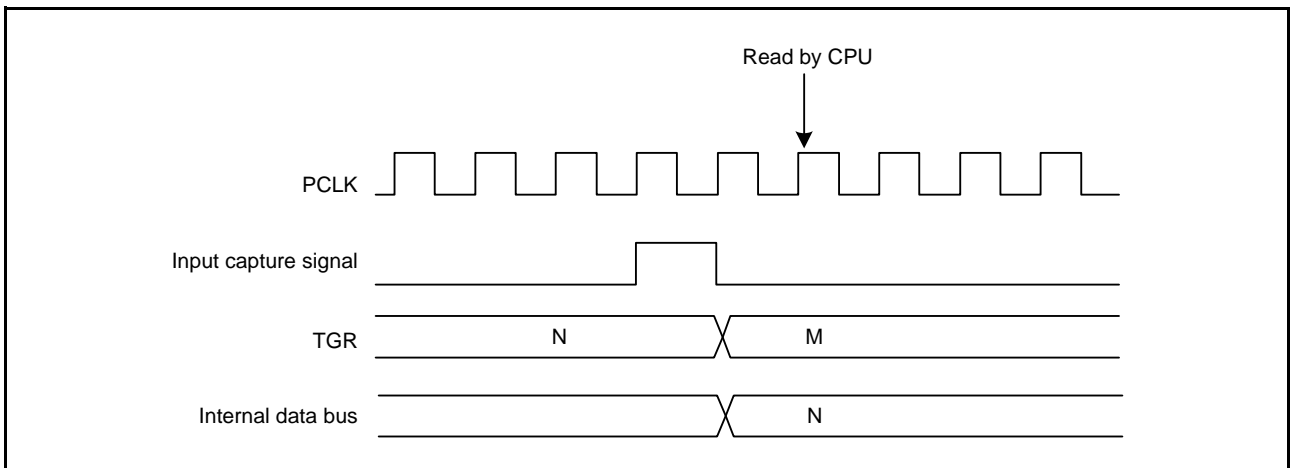 Read by CPU
PCLK
Input capture signal
TGR
N
M
Internal data bus
N